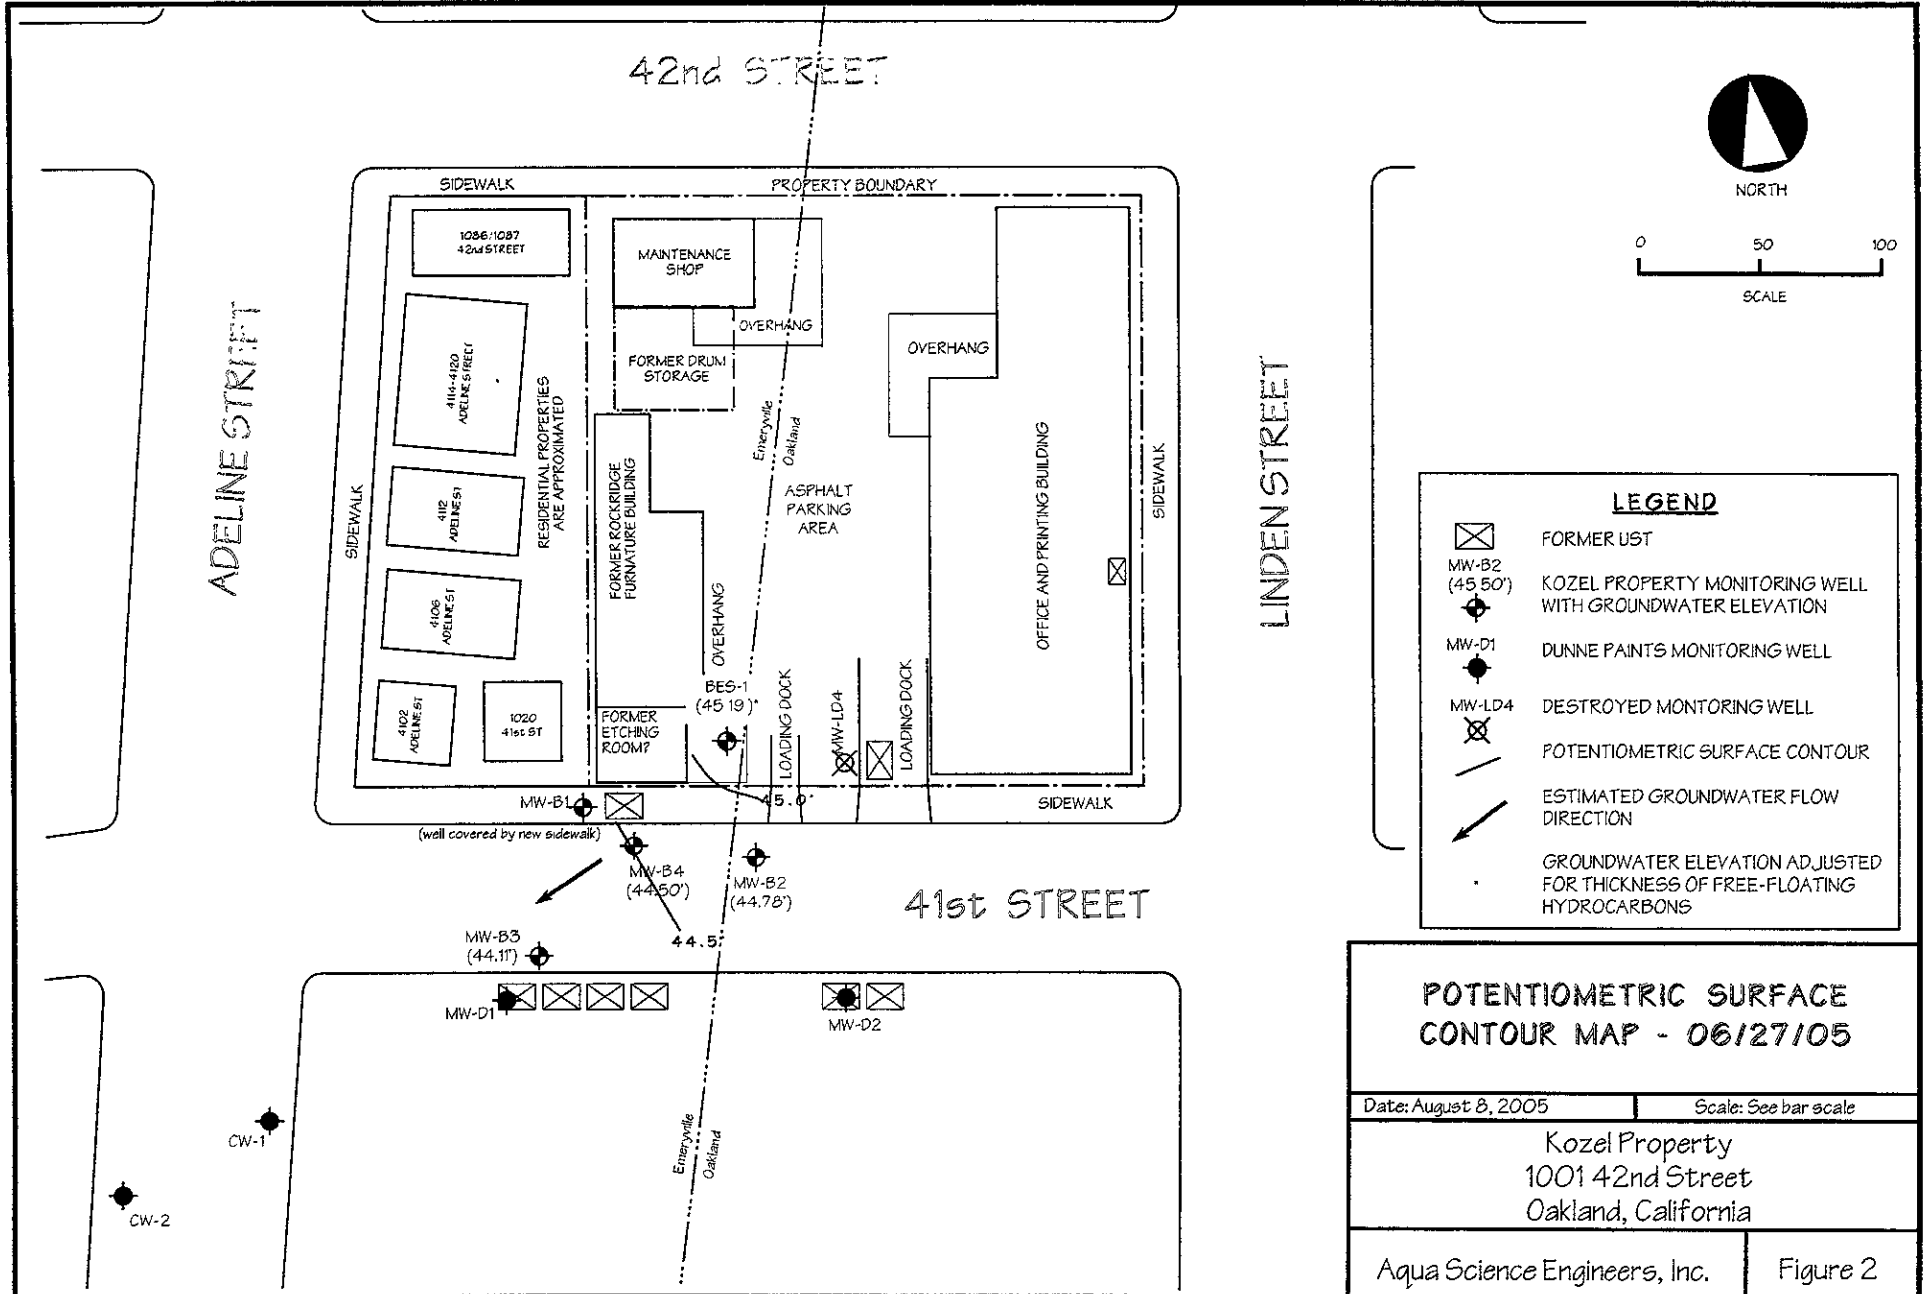 42nd STREET
NORTH
0 50 100
SCALE
SIDEWALK
PROPERTY BOUNDARY
1086/1087
42nd STREET
MAINTENANCE
SHOP
OVERHANG
FORMER DRUM
STORAGE
OVERHANG
ADELINE STREET
4114-4120
ADELINE STREET
RESIDENTIAL PROPERTIES
ARE APPROXIMATED
Emeryville
Oakland
SIDEWALK
4112
ADELINE ST
FORMER ROCKRIDGE
FURNATURE BUILDING
ASPHALT
PARKING
AREA
OFFICE AND PRINTING BUILDING
SIDEWALK
LINDEN STREET
4106
ADELINE ST
OVERHANG
4102
ADELINE ST
1020
41st ST
FORMER
ETCHING
ROOM?
BES-1
(45.19')*
LOADING DOCK
MW-LD4
LOADING DOCK
45.0'
SIDEWALK
MW-B1
(well covered by new sidewalk)
MW-B4
(44.50')
MW-B2
(44.78')
41st STREET
MW-B3
(44.11')
44.5'
MW-D1
MW-D2
CW-1
CW-2
Emeryville
Oakland
LEGEND
FORMER UST
MW-B2
(45.50')
KOZEL PROPERTY MONITORING WELL
WITH GROUNDWATER ELEVATION
MW-D1
DUNNE PAINTS MONITORING WELL
MW-LD4
DESTROYED MONTORING WELL
POTENTIOMETRIC SURFACE CONTOUR
ESTIMATED GROUNDWATER FLOW
DIRECTION
GROUNDWATER ELEVATION ADJUSTED
FOR THICKNESS OF FREE-FLOATING
HYDROCARBONS
POTENTIOMETRIC SURFACE
CONTOUR MAP - 06/27/05
Date: August 8, 2005
Scale: See bar scale
Kozel Property
1001 42nd Street
Oakland, California
Aqua Science Engineers, Inc.
Figure 2